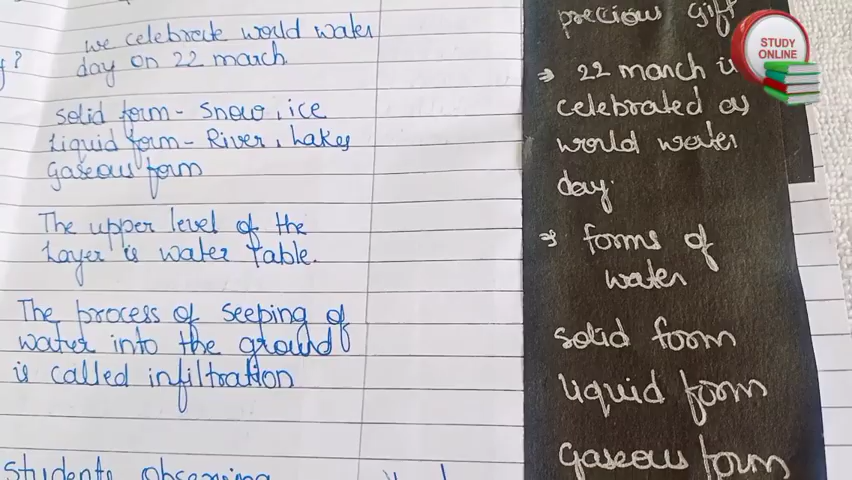 we celebrate world water
day on 22 march
y?
solid form - Snow, ice
Liquid form - River, Lakes
Gaseous form
The upper level of the
Layer is water table.
The process of seeping of
water into the ground
is called infiltration
Students observing
precious gift
⇒ 22 march is
celebrated as
world water
day.
⇒ forms of
water
solid form
liquid form
gaseous form
STUDY
ONLINE